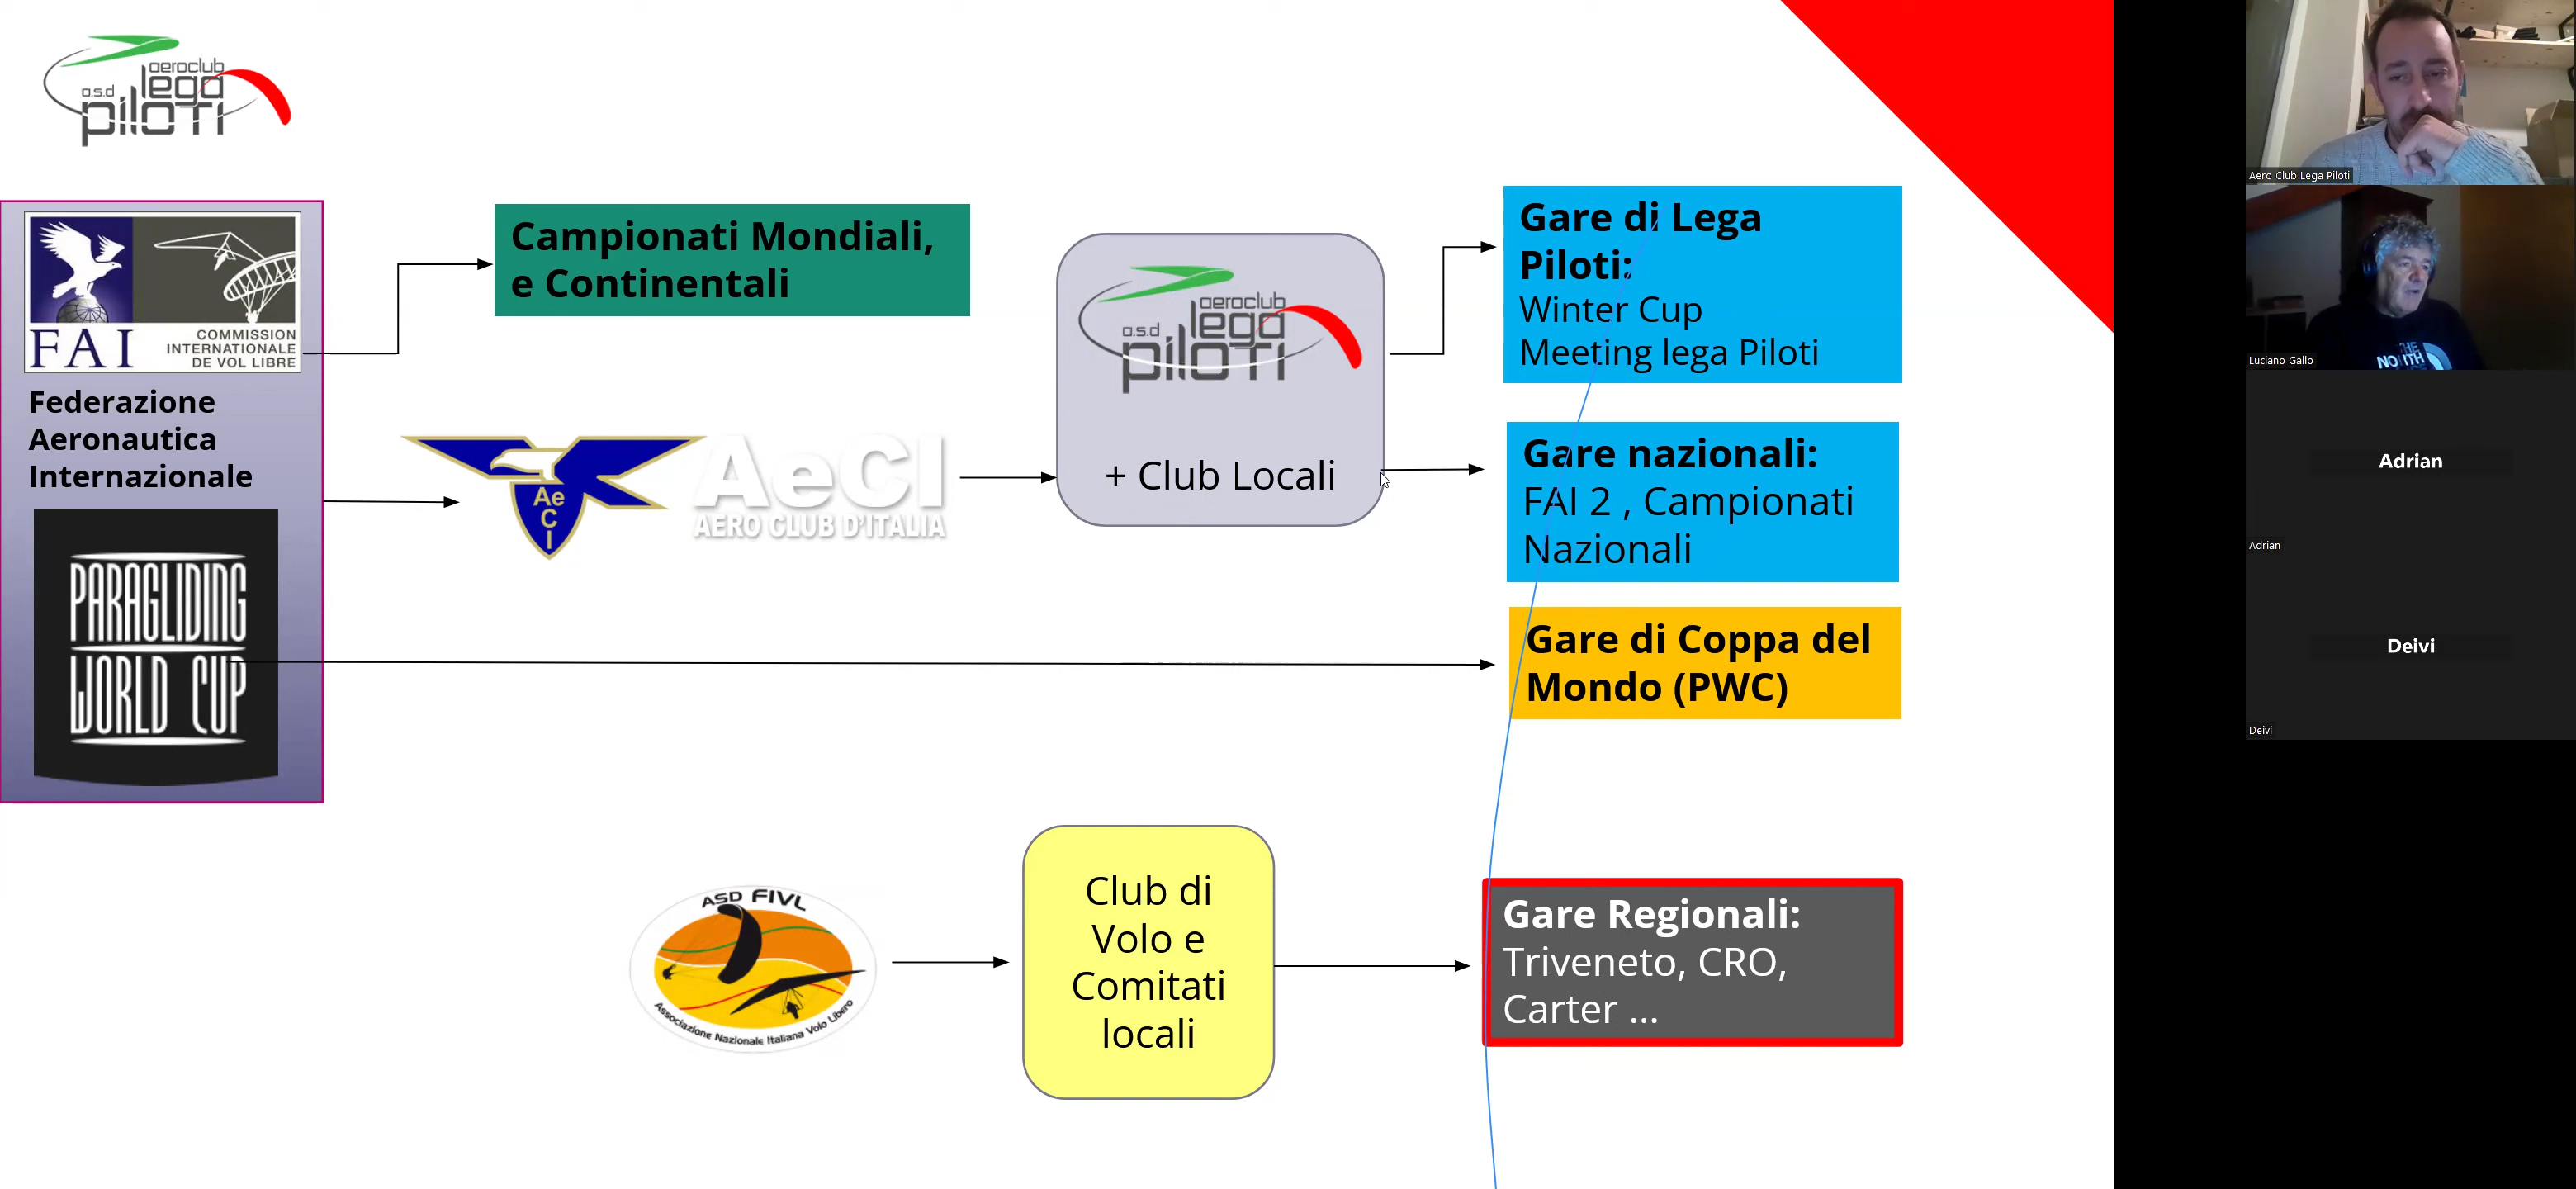 aeroclub
a.s.d lega
piloti
FAI
COMMISSION
INTERNATIONALE
DE VOL LIBRE
Federazione
Aeronautica
Internazionale
PARAGLIDING
WORLD CUP
Campionati Mondiali,
e Continentali
Ae
C
I
AeCI
AERO CLUB D'ITALIA
aeroclub
a.s.d lega
piloti
+ Club Locali
Gare di Lega
Piloti:
Winter Cup
Meeting lega Piloti
Gare nazionali:
FAI 2 , Campionati
Nazionali
Gare di Coppa del
Mondo (PWC)
ASD FIVL
Associazione Nazionale Italiana Volo Libero
Club di
Volo e
Comitati
locali
Gare Regionali:
Triveneto, CRO,
Carter ...
Aero Club Lega Piloti
THE
NORTH
Luciano Gallo
Adrian
Adrian
Deivi
Deivi